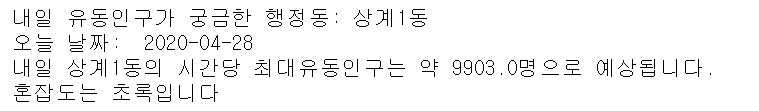 내일 유동인구가 궁금한 행정동: 상계1동
오늘 날짜:  2020-04-28
내일 상계1동의 시간당 최대유동인구는 약 9903.0명으로 예상됩니다.
혼잡도는 초록입니다